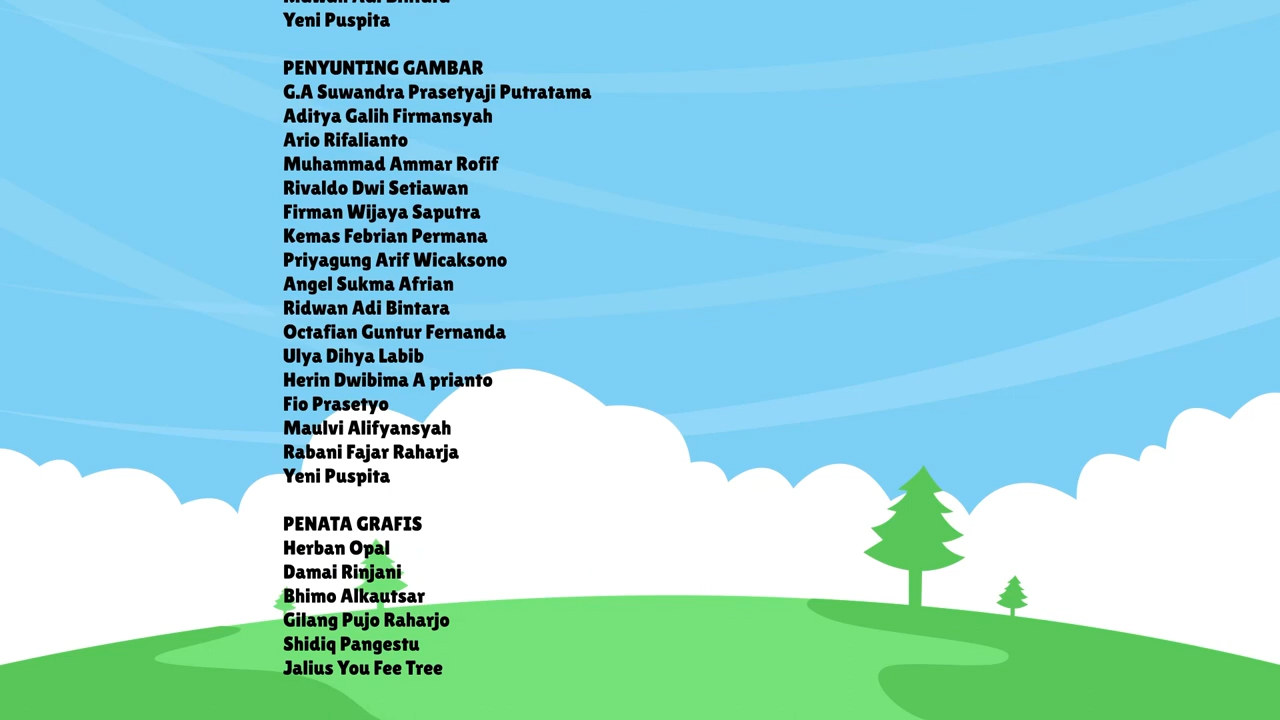 Ridwan Adi Bintara
Yeni Puspita
PENYUNTING GAMBAR
G.A Suwandra Prasetyaji Putratama
Aditya Galih Firmansyah
Ario Rifalianto
Muhammad Ammar Rofif
Rivaldo Dwi Setiawan
Firman Wijaya Saputra
Kemas Febrian Permana
Priyagung Arif Wicaksono
Angel Sukma Afrian
Ridwan Adi Bintara
Octafian Guntur Fernanda
Ulya Dihya Labib
Herin Dwibima A prianto
Fio Prasetyo
Maulvi Alifyansyah
Rabani Fajar Raharja
Yeni Puspita
PENATA GRAFIS
Herban Opal
Damai Rinjani
Bhimo Alkautsar
Gilang Pujo Raharjo
Shidiq Pangestu
Jalius You Fee Tree